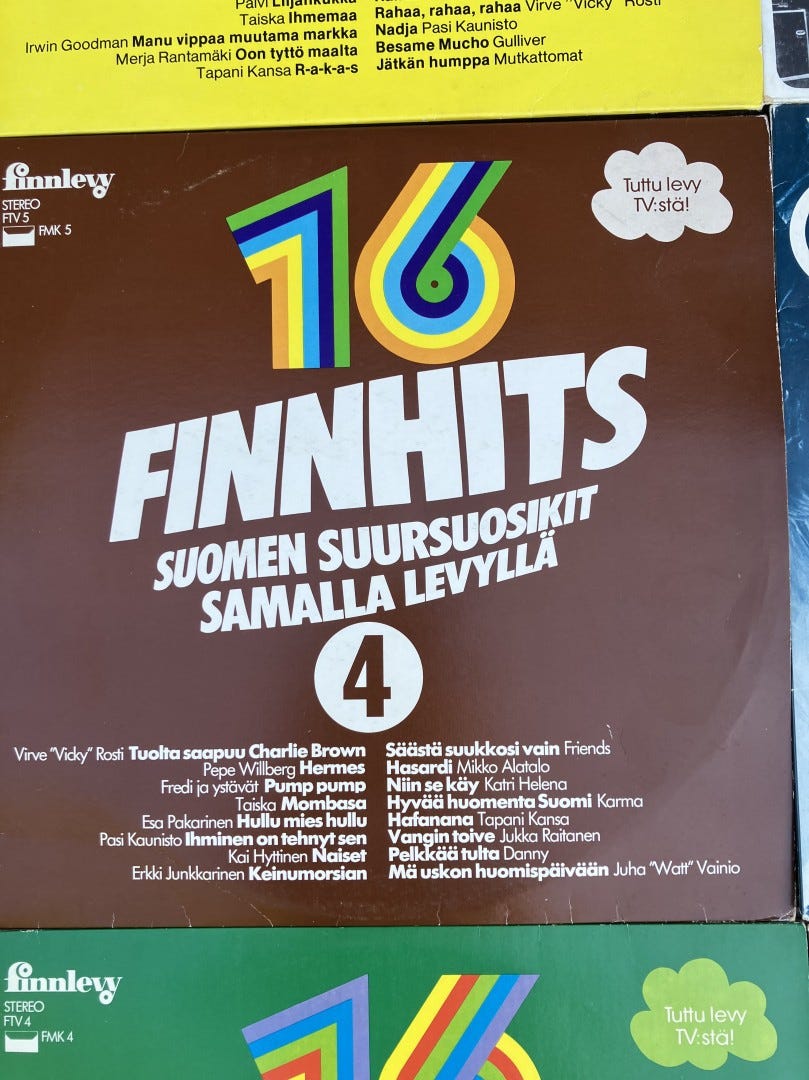 Päivi Liljankukka
Taiska Ihmemaa
Irwin Goodman Manu vippaa muutama markka
Merja Rantamäki Oon tyttö maalta
Tapani Kansa R-a-k-a-s
Rahaa, rahaa, rahaa Virve "Vicky" Rosti
Nadja Pasi Kaunisto
Besame Mucho Gulliver
Jätkän humppa Mutkattomat
finnlevy
STEREO
FTV 5
FMK 5
16
Tuttu levy
TV:stä!
FINNHITS
SUOMEN SUURSUOSIKIT
SAMALLA LEVYLLÄ
4
Virve "Vicky" Rosti Tuolta saapuu Charlie Brown
Pepe Willberg Hermes
Fredi ja ystävät Pump pump
Taiska Mombasa
Esa Pakarinen Hullu mies hullu
Pasi Kaunisto Ihminen on tehnyt sen
Kai Hyttinen Naiset
Erkki Junkkarinen Keinumorsian
Säästä suukkosi vain Friends
Hasardi Mikko Alatalo
Niin se käy Katri Helena
Hyvää huomenta Suomi Karma
Hafanana Tapani Kansa
Vangin toive Jukka Raitanen
Pelkkää tulta Danny
Mä uskon huomispäivään Juha "Watt" Vainio
finnlevy
STEREO
FTV 4
FMK 4
16
Tuttu levy
TV:stä!